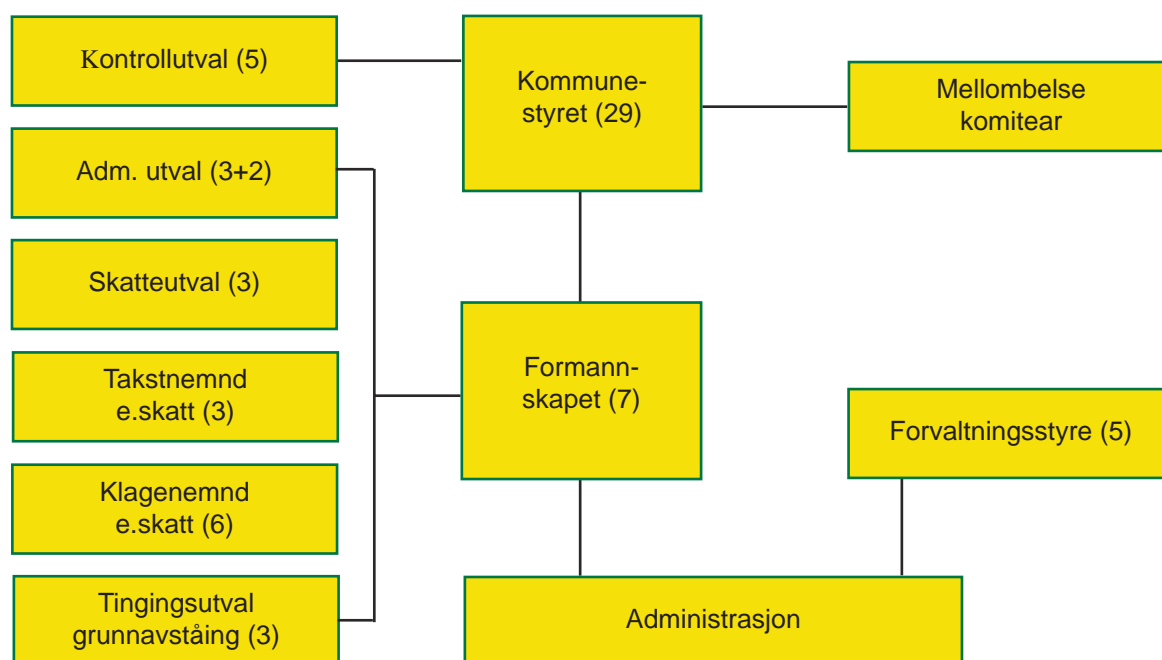 Kontrollutval (5)
Adm. utval (3+2)
Skatteutval (3)
Takstnemnd
e.skatt (3)
Klagenemnd
e.skatt (6)
Tingingsutval
grunnavståing (3)
Kommune-
styret (29)
Formann-
skapet (7)
Administrasjon
Mellombelse
komitear
Forvaltningsstyre (5)